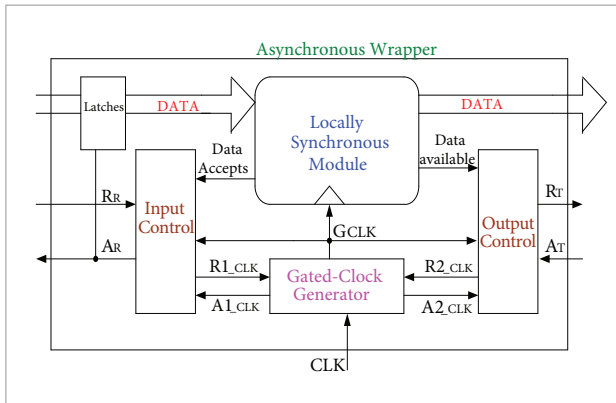 Asynchronous Wrapper
Latches
DATA
DATA
Locally
Synchronous
Module
Data
Accepts
Data
available
RR
Input
Control
AR
GCLK
Output
Control
RT
AT
R1_CLK
A1_CLK
Gated-Clock
Generator
R2_CLK
A2_CLK
CLK